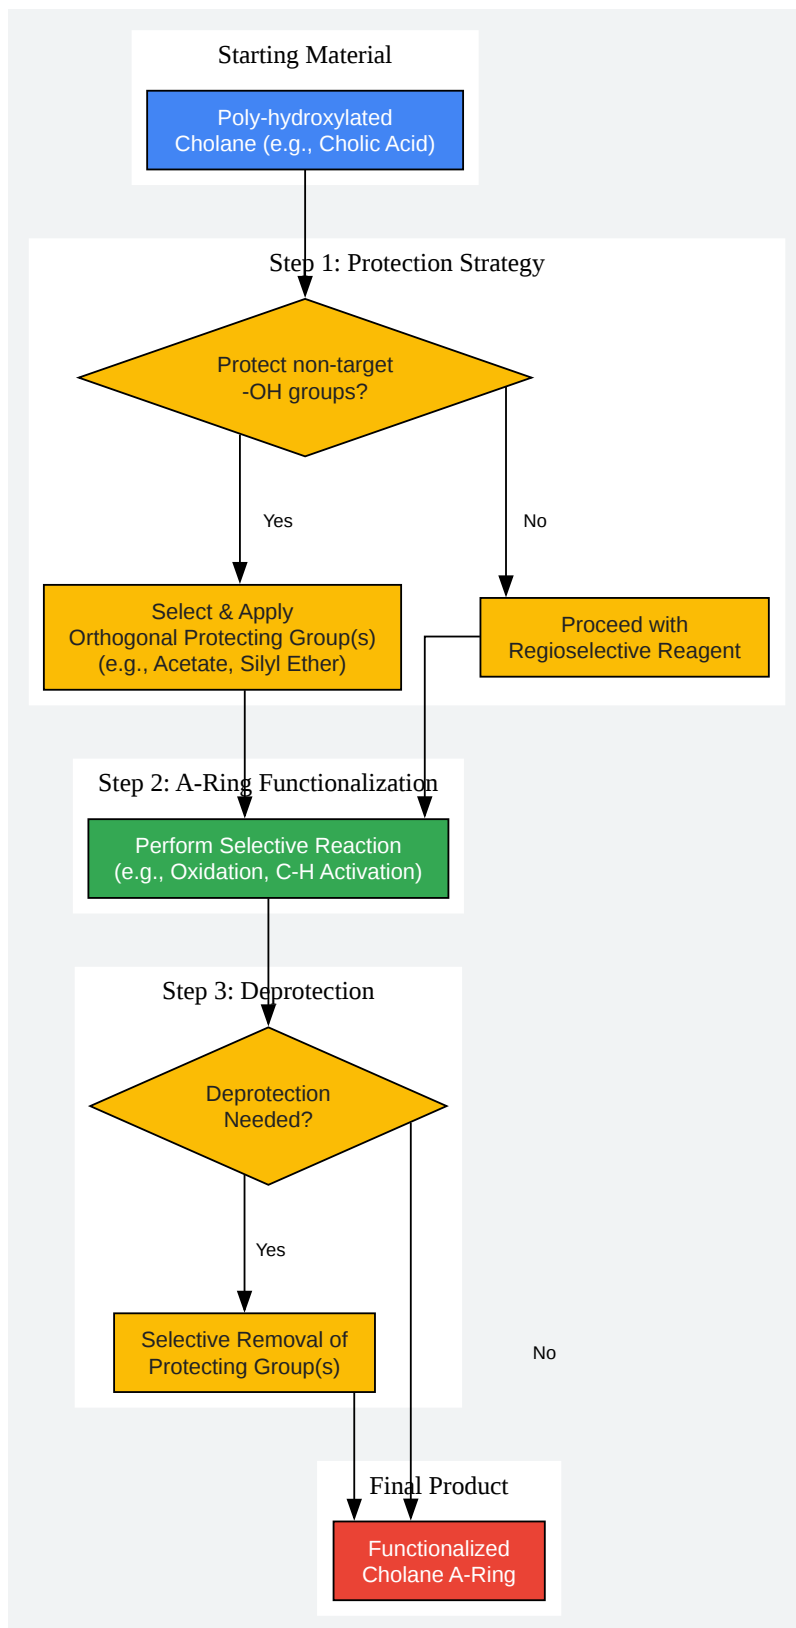 Starting Material
Poly-hydroxylated
Cholane (e.g., Cholic Acid)
Step 1: Protection Strategy
Protect non-target
-OH groups?
Yes
No
Select & Apply
Orthogonal Protecting Group(s)
(e.g., Acetate, Silyl Ether)
Proceed with
Regioselective Reagent
Step 2: A-Ring Functionalization
Perform Selective Reaction
(e.g., Oxidation, C-H Activation)
Step 3: Deprotection
Deprotection
Needed?
Yes
Selective Removal of
Protecting Group(s)
No
Final Product
Functionalized
Cholane A-Ring